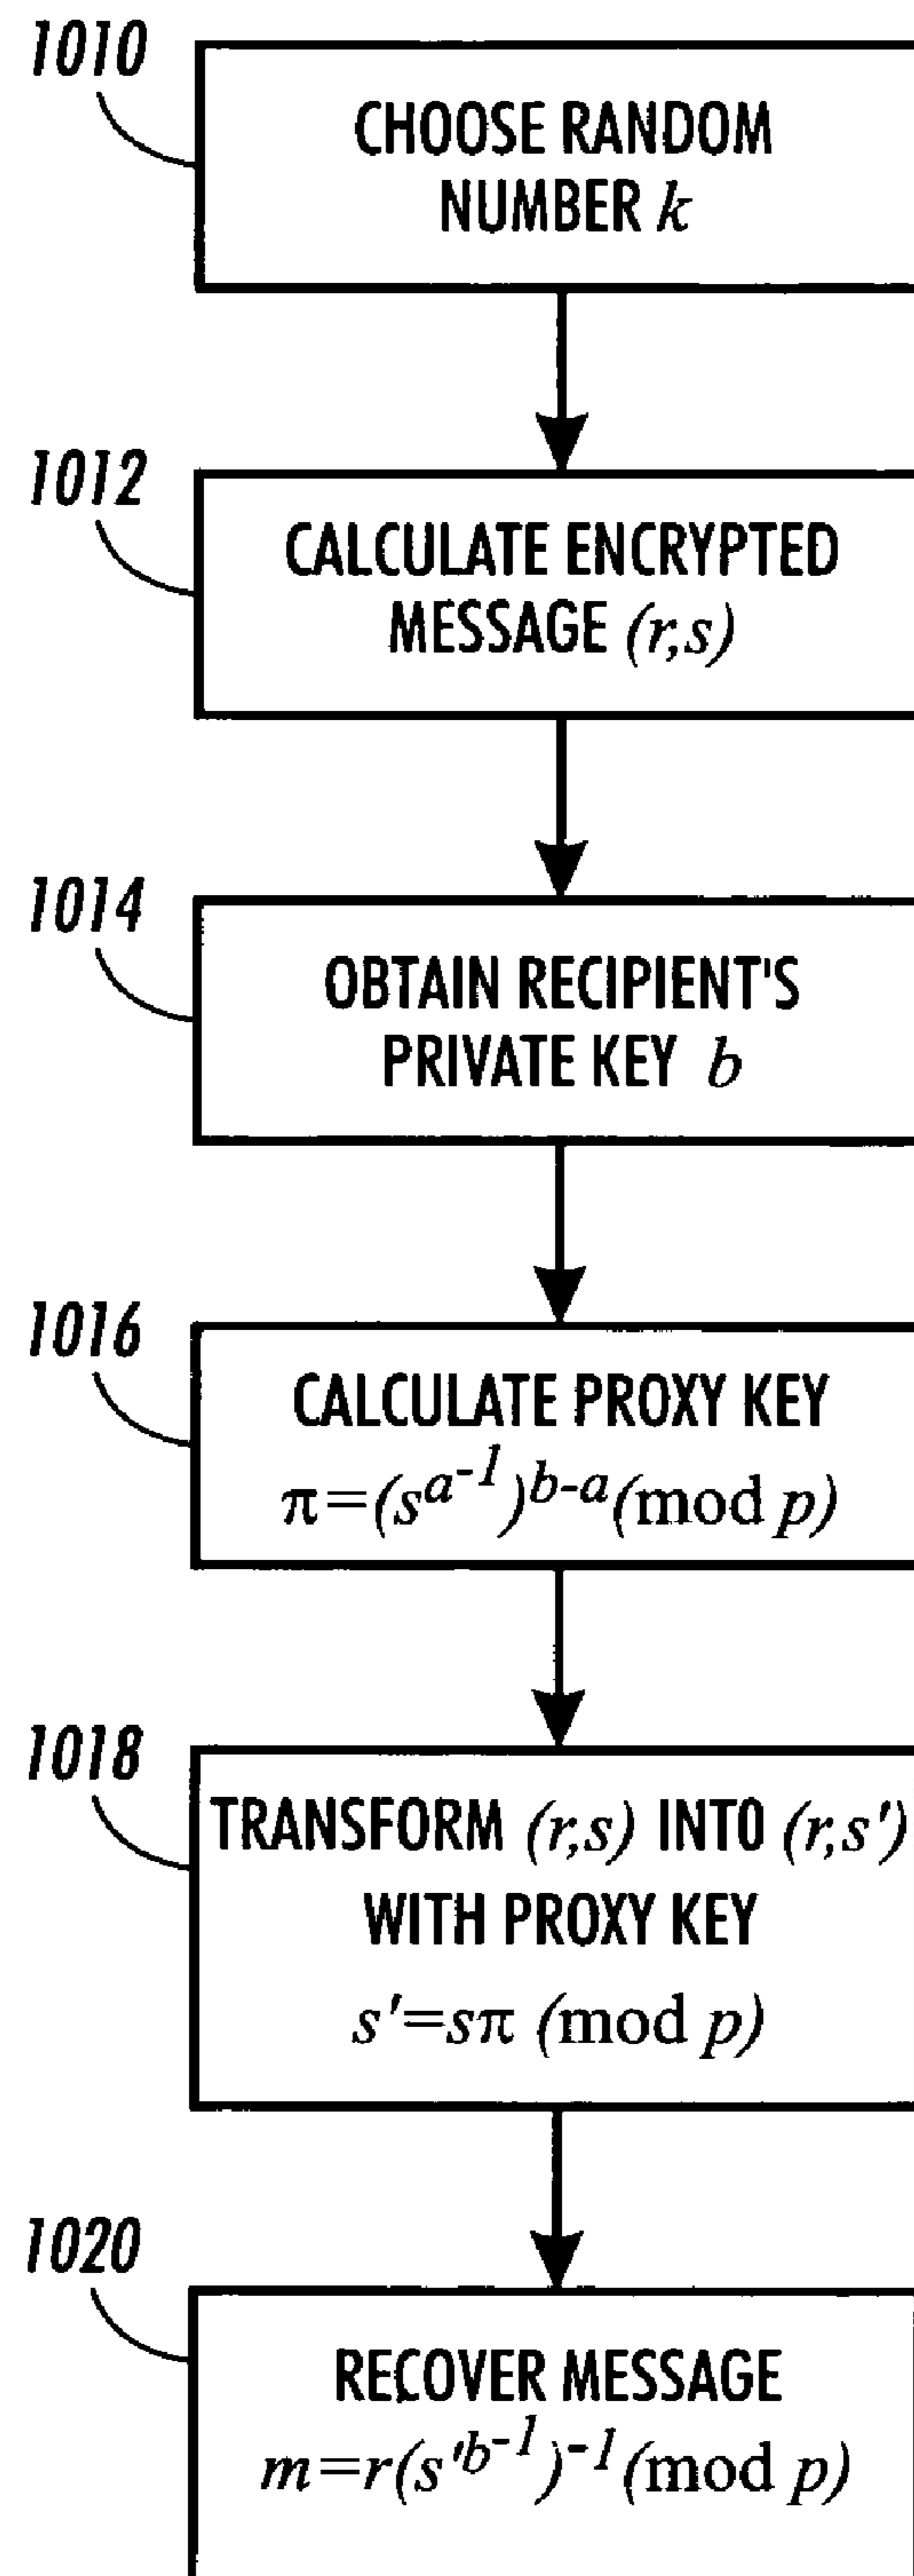 1010
CHOOSE RANDOM
NUMBER k
1012
CALCULATE ENCRYPTED
MESSAGE (r,s)
1014
OBTAIN RECIPIENT'S
PRIVATE KEY b
1016
CALCULATE PROXY KEY
π=(s^{a^{-1}})^{b-a}(mod p)
1018
TRANSFORM (r,s) INTO (r,s')
WITH PROXY KEY
s'=sπ (mod p)
1020
RECOVER MESSAGE
m=r(s'^{b^{-1}})^{-1}(mod p)